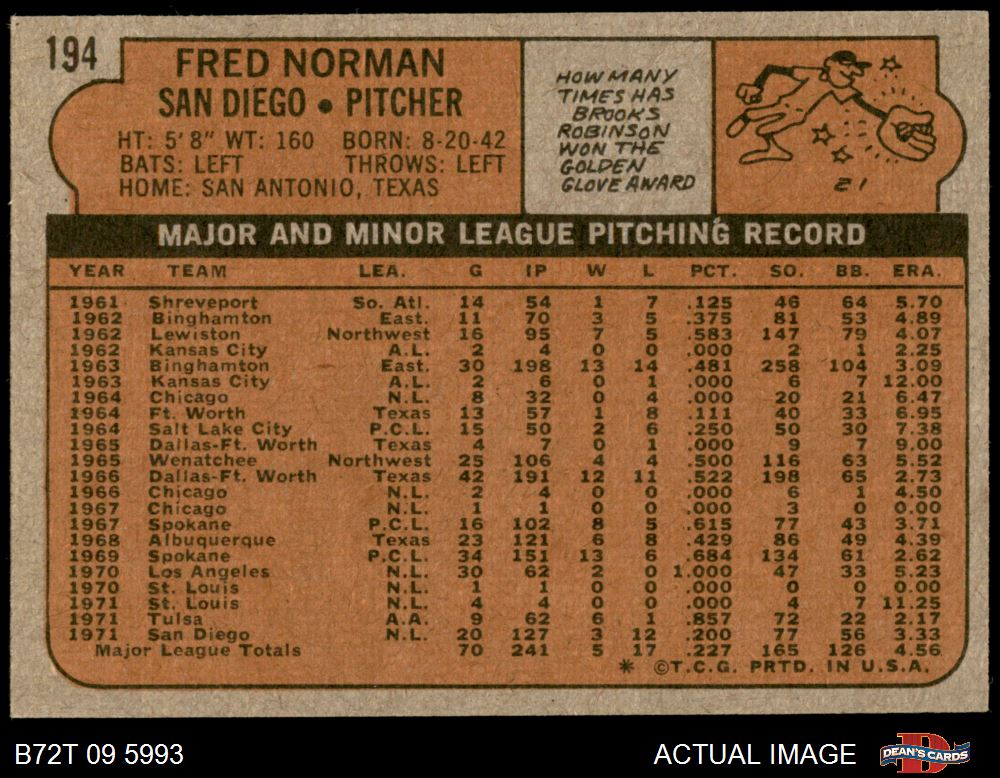 194
FRED NORMAN
SAN DIEGO • PITCHER
HT: 5'8" WT: 160 BORN: 8-20-42
BATS: LEFT THROWS: LEFT
HOME: SAN ANTONIO, TEXAS
HOW MANY
TIMES HAS
BROOKS
ROBINSON
WON THE
GOLDEN
GLOVE AWARD
21
MAJOR AND MINOR LEAGUE PITCHING RECORD
YEAR TEAM LEA. G IP W L PCT. SO. BB. ERA.
1961 Shreveport So. Atl. 14 54 1 7 .125 46 64 5.70
1962 Binghamton East. 11 70 3 5 .375 81 53 4.89
1962 Lewiston Northwest 16 95 7 5 .583 147 79 4.07
1962 Kansas City A.L. 2 4 0 0 .000 2 1 2.25
1963 Binghamton East. 30 198 13 14 .481 258 104 3.09
1963 Kansas City A.L. 2 6 0 1 .000 6 7 12.00
1964 Chicago N.L. 8 32 0 4 .000 20 21 6.47
1964 Ft. Worth Texas 13 57 1 8 .111 40 33 6.95
1964 Salt Lake City P.C.L. 15 50 2 6 .250 50 30 7.38
1965 Dallas-Ft. Worth Texas 4 7 0 1 .000 9 7 9.00
1965 Wenatchee Northwest 25 106 4 4 .500 116 63 5.52
1966 Dallas-Ft. Worth Texas 42 191 12 11 .522 198 65 2.73
1966 Chicago N.L. 2 4 0 0 .000 6 1 4.50
1967 Chicago N.L. 1 1 0 0 .000 3 0 0.00
1967 Spokane P.C.L. 16 102 8 5 .615 77 43 3.71
1968 Albuquerque Texas 23 121 6 8 .429 86 49 4.39
1969 Spokane P.C.L. 34 151 13 6 .684 134 61 2.62
1970 Los Angeles N.L. 30 62 2 0 1.000 47 33 5.23
1970 St. Louis N.L. 1 1 0 0 .000 0 0 0.00
1971 St. Louis N.L. 4 4 0 0 .000 4 7 11.25
1971 Tulsa A.A. 9 62 6 1 .857 72 22 2.17
1971 San Diego N.L. 20 127 3 12 .200 77 56 3.33
Major League Totals 70 241 5 17 .227 165 126 4.56
* ©T.C.G. PRTD. IN U.S.A.
B72T 09 5993 ACTUAL IMAGE DEAN'S CARDS